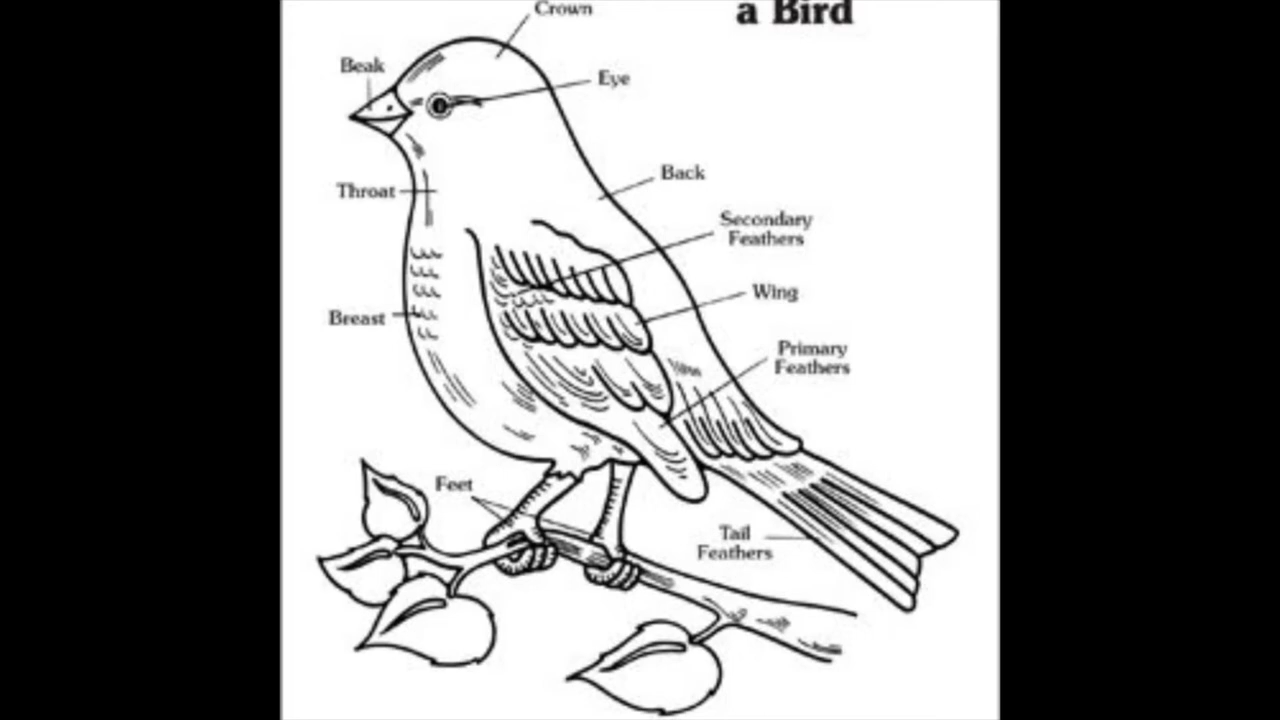 a Bird
Crown
Beak
Eye
Back
Throat
Secondary
Feathers
Wing
Breast
Primary
Feathers
Feet
Tail
Feathers